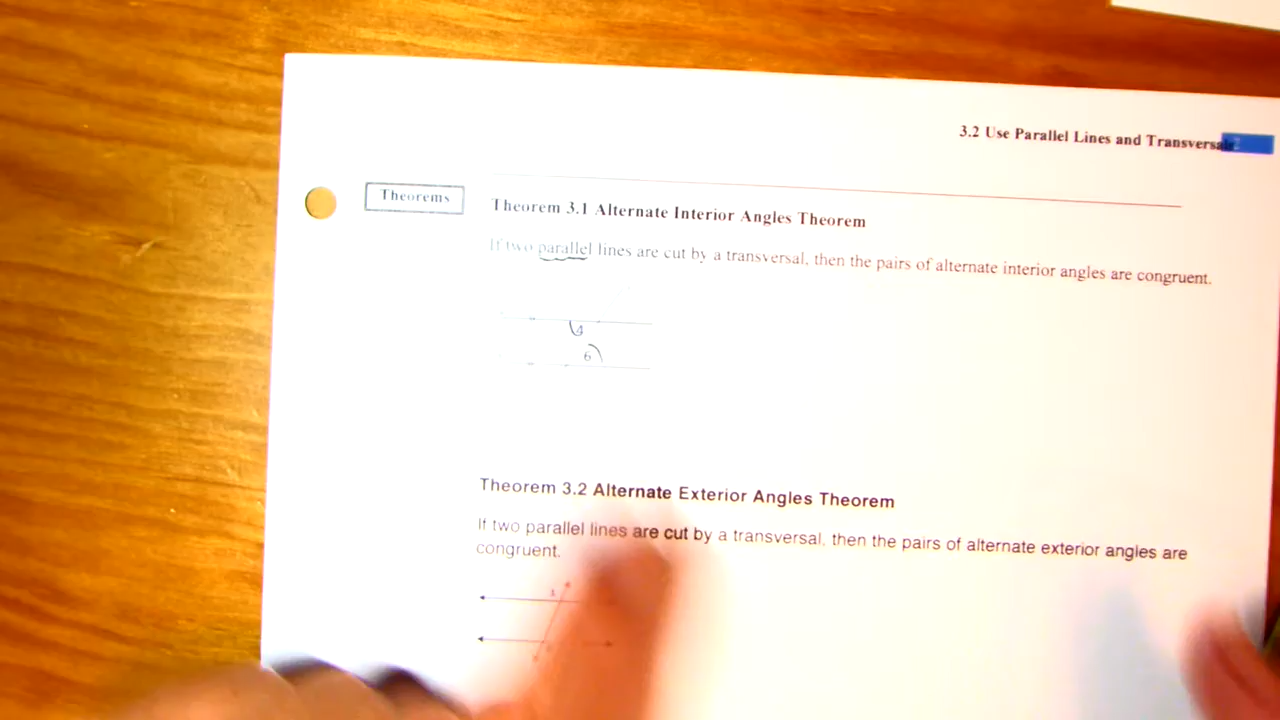 3.2 Use Parallel Lines and Transversals
Theorems
Theorem 3.1 Alternate Interior Angles Theorem
If two parallel lines are cut by a transversal, then the pairs of alternate interior angles are congruent.
4
6
Theorem 3.2 Alternate Exterior Angles Theorem
If two parallel lines are cut by a transversal, then the pairs of alternate exterior angles are
congruent.
1